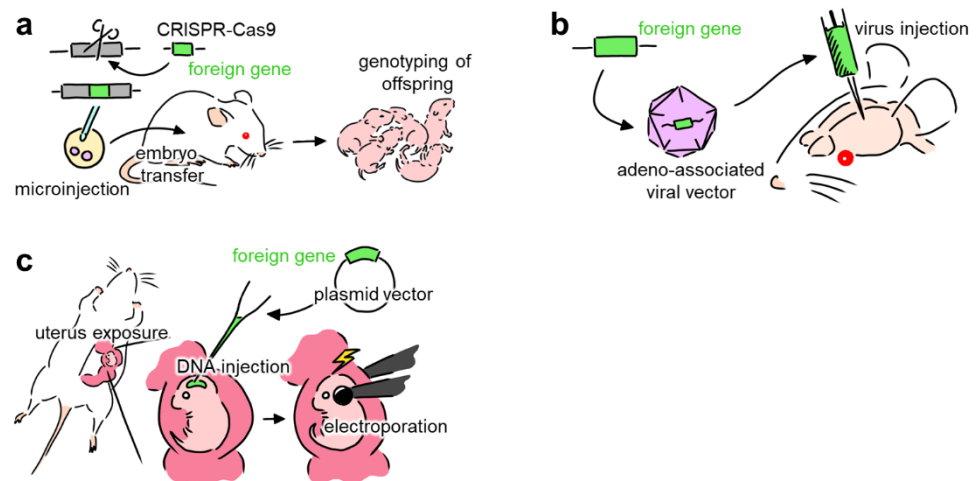 a
CRISPR-Cas9
foreign gene
genotyping of
offspring
embryo
transfer
microinjection
b
foreign gene
virus injection
adeno-associated
viral vector
c
foreign gene
plasmid vector
uterus exposure
DNA injection
electroporation